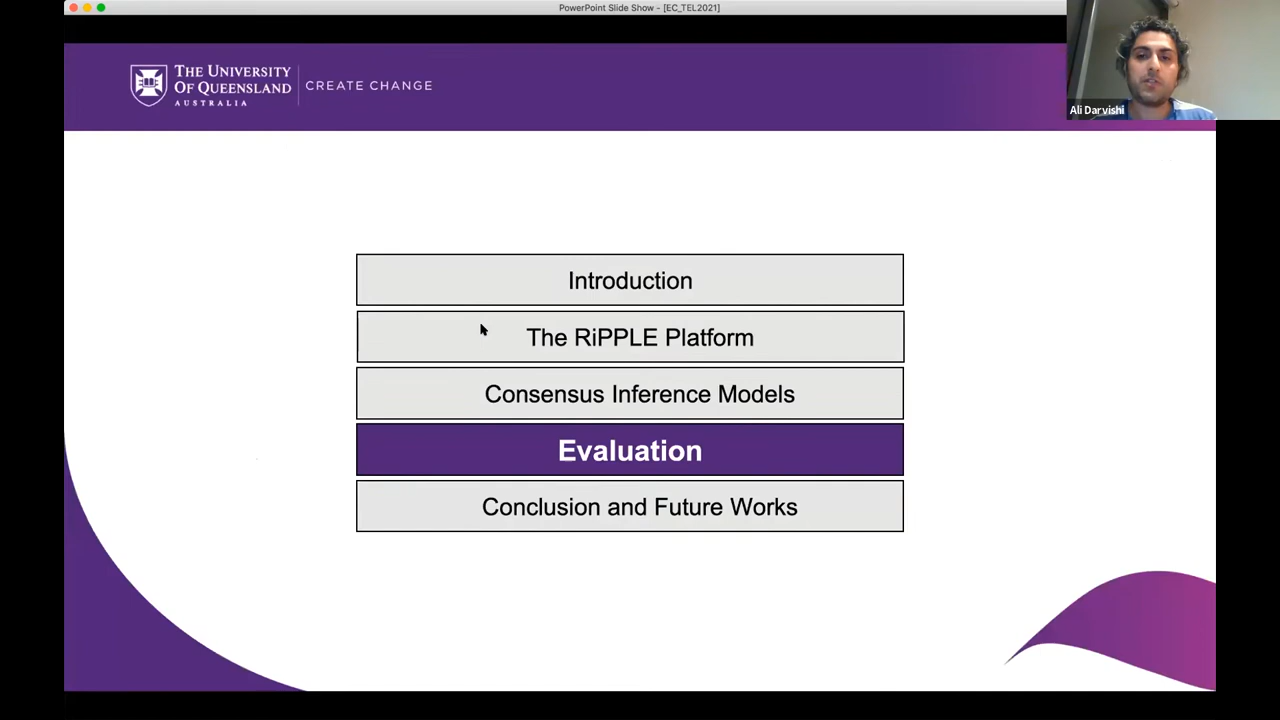 PowerPoint Slide Show - [EC_TEL2021]
THE UNIVERSITY
OF QUEENSLAND
AUSTRALIA
CREATE CHANGE
Ali Darvishi
Introduction
The RiPPLE Platform
Consensus Inference Models
Evaluation
Conclusion and Future Works